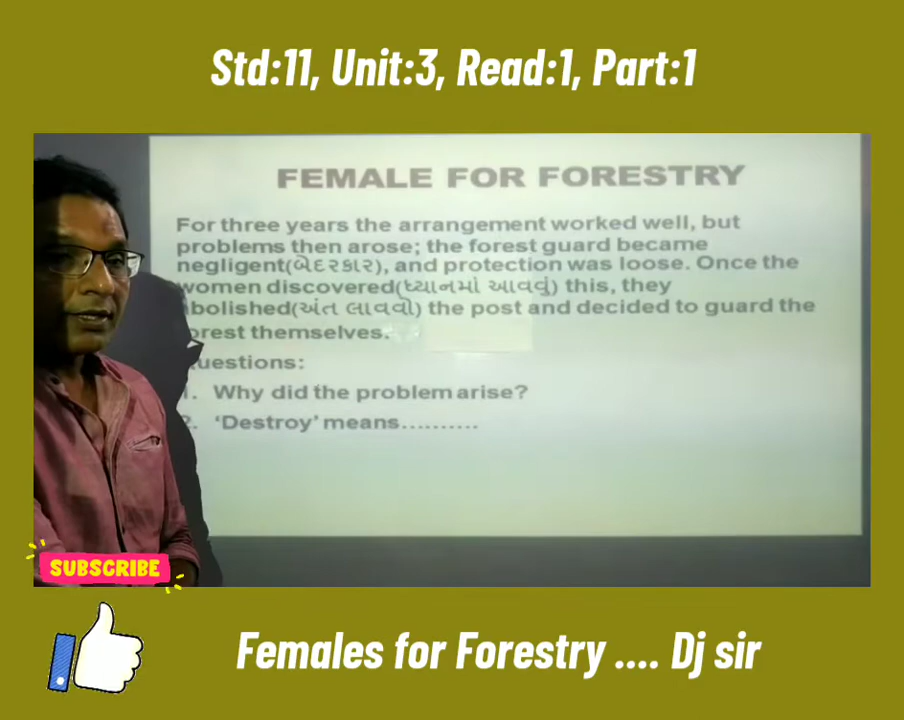 Std:11, Unit:3, Read:1, Part:1
FEMALE FOR FORESTRY
For three years the arrangement worked well, but
problems then arose; the forest guard became
negligent(બેદરકાર), and protection was loose. Once the
women discovered(ધ્યાનમાં આવવું) this, they
bolished(અંત લાવવો) the post and decided to guard the
orest themselves.
uestions:
1. Why did the problem arise?
2. ‘Destroy’ means..........
SUBSCRIBE
Females for Forestry .... Dj sir